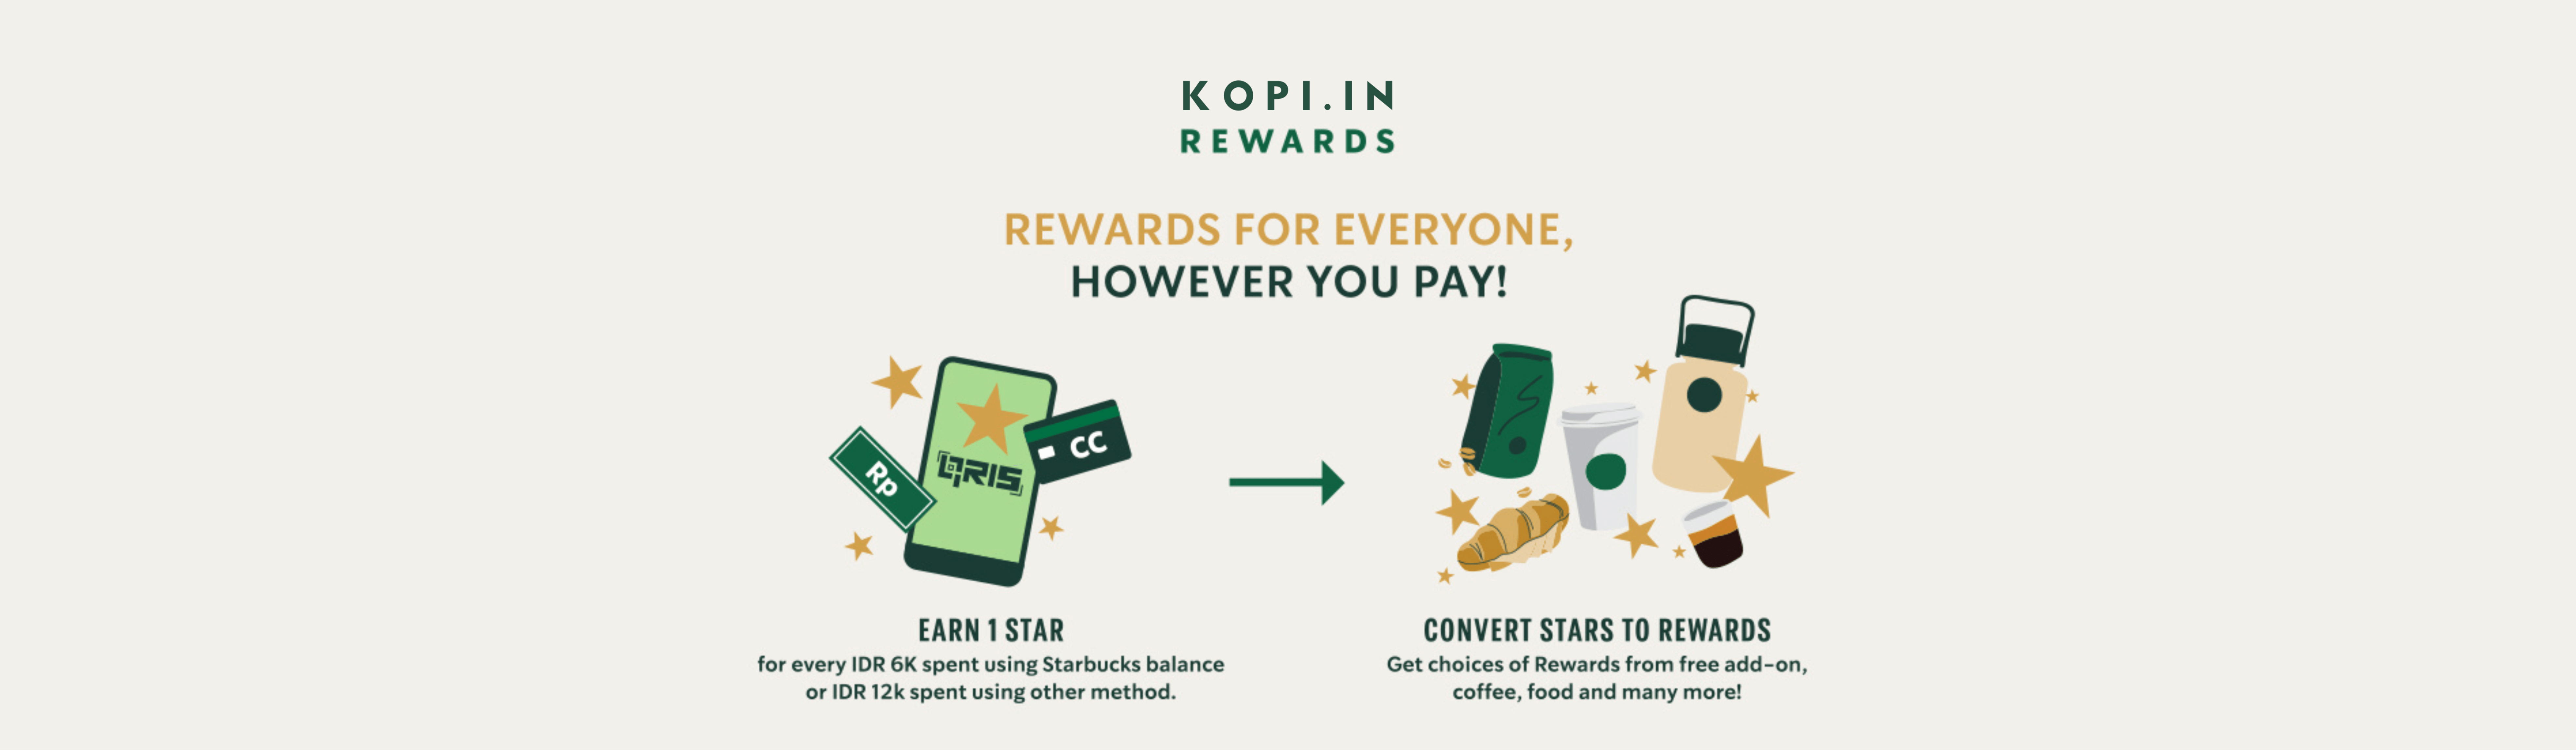 KOPI.IN
REWARDS
REWARDS FOR EVERYONE,
HOWEVER YOU PAY!
Rp
QRIS
CC
EARN 1 STAR
for every IDR 6K spent using Starbucks balance
or IDR 12k spent using other method.
CONVERT STARS TO REWARDS
Get choices of Rewards from free add-on,
coffee, food and many more!